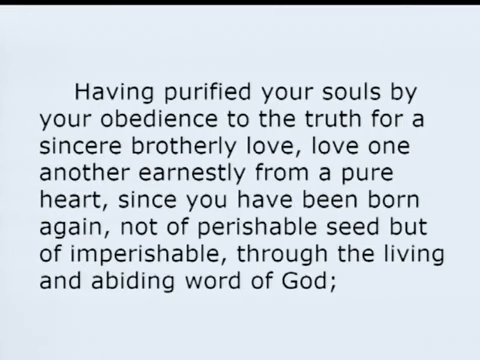 Having purified your souls by
your obedience to the truth for a
sincere brotherly love, love one
another earnestly from a pure
heart, since you have been born
again, not of perishable seed but
of imperishable, through the living
and abiding word of God;